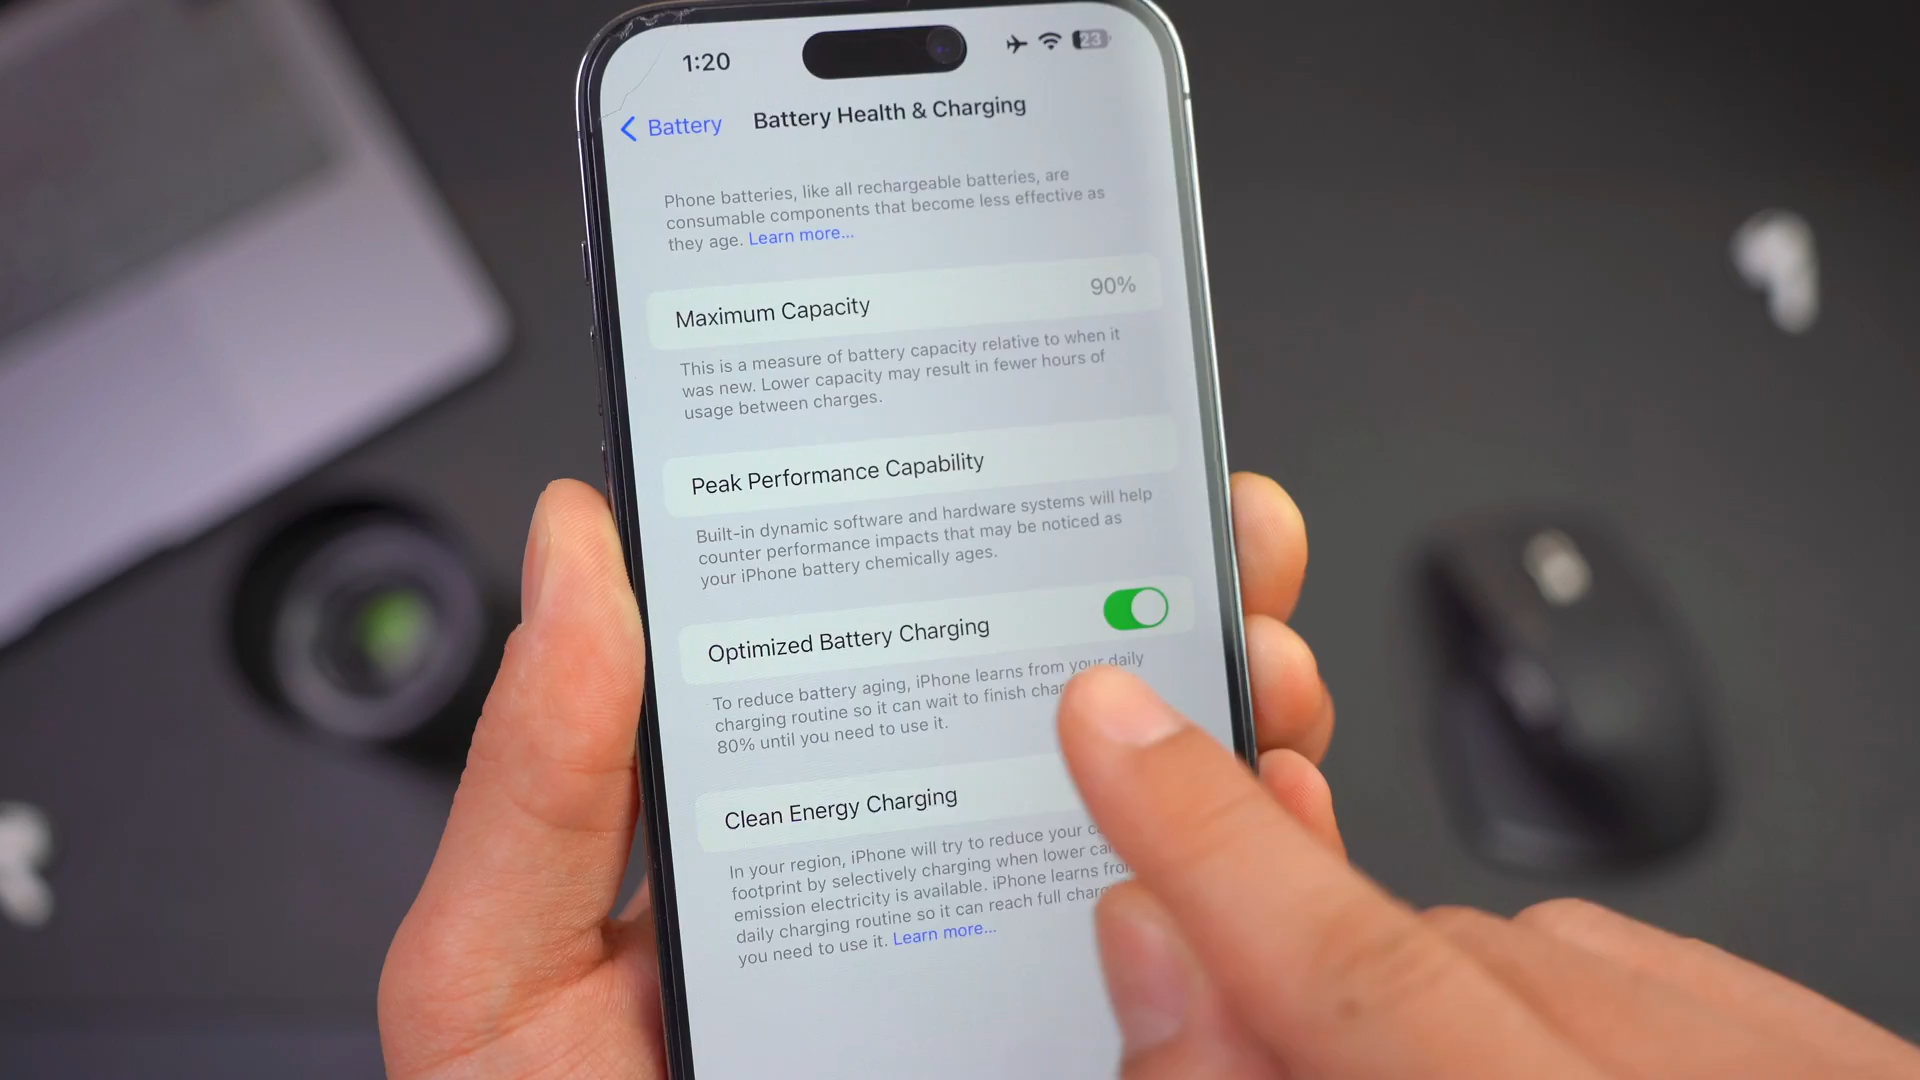 1:20
23
Battery
Battery Health & Charging
Phone batteries, like all rechargeable batteries, are
consumable components that become less effective as
they age. Learn more...
Maximum Capacity 90%
This is a measure of battery capacity relative to when it
was new. Lower capacity may result in fewer hours of
usage between charges.
Peak Performance Capability
Built-in dynamic software and hardware systems will help
counter performance impacts that may be noticed as
your iPhone battery chemically ages.
Optimized Battery Charging
To reduce battery aging, iPhone learns from your daily
charging routine so it can wait to finish
80% until you need to use it.
Clean Energy Charging
In your region, iPhone will try to reduce your
footprint by selectively charging when lower
emission electricity is available. iPhone learns
daily charging routine so it can reach full
you need to use it. Learn more...